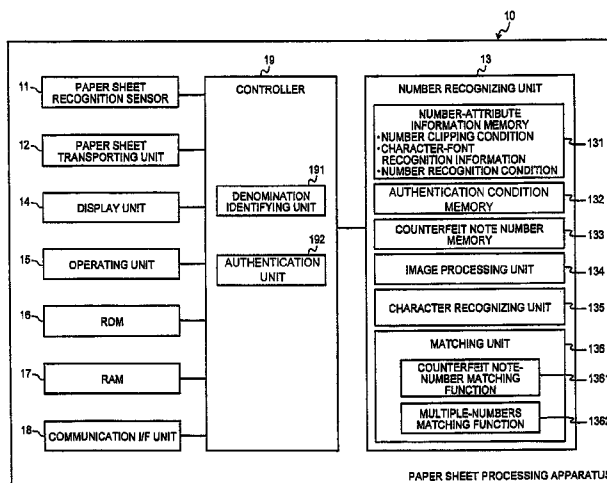 10
11
PAPER SHEET
RECOGNITION SENSOR
12
PAPER SHEET
TRANSPORTING UNIT
14
DISPLAY UNIT
15
OPERATING UNIT
16
ROM
17
RAM
18
COMMUNICATION I/F UNIT
19
CONTROLLER
191
DENOMINATION
IDENTIFYING UNIT
192
AUTHENTICATION
UNIT
13
NUMBER RECOGNIZING UNIT
NUMBER-ATTRIBUTE
INFORMATION MEMORY
•NUMBER CLIPPING CONDITION
•CHARACTER-FONT
RECOGNITION INFORMATION
•NUMBER RECOGNITION CONDITION
131
AUTHENTICATION CONDITION
MEMORY
132
COUNTERFEIT NOTE NUMBER
MEMORY
133
IMAGE PROCESSING UNIT
134
CHARACTER RECOGNIZING UNIT
135
MATCHING UNIT
136
COUNTERFEIT NOTE-
NUMBER MATCHING
FUNCTION
1361
MULTIPLE-NUMBERS
MATCHING FUNCTION
1362
PAPER SHEET PROCESSING APPARATUS